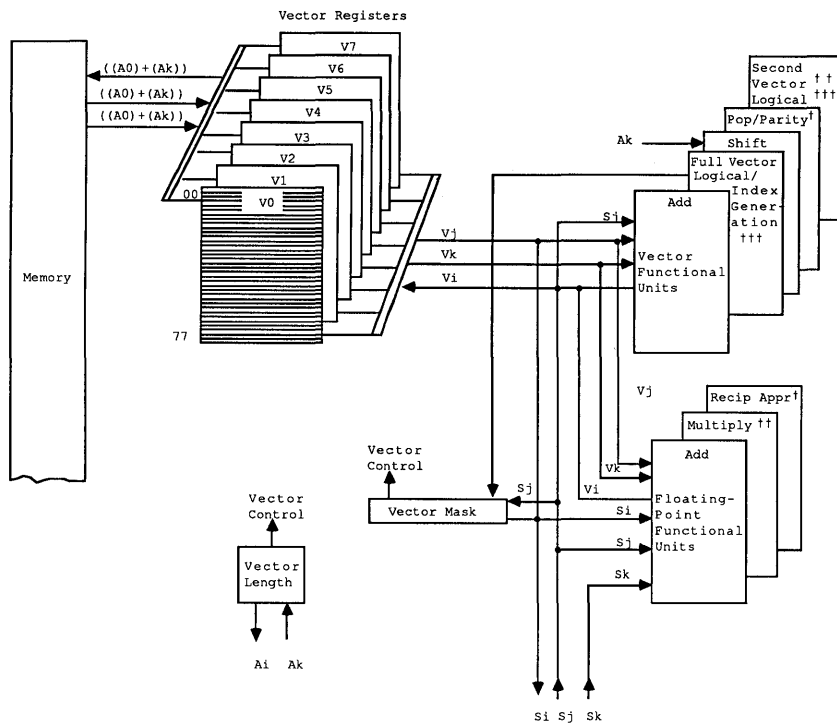 Vector Registers
V7
V6
V5
V4
V3
V2
V1
V0
00
77
((A0)+(Ak))
((A0)+(Ak))
((A0)+(Ak))
Memory
Second
Vector ††
Logical †††
Pop/Parity†
Ak
Shift
Full Vector
Logical/
Index
Gener-
ation
†††
Add
Sj
Vj
Vk
Vi
Vector
Functional
Units
Vj
Recip Appr†
Multiply ††
Add
Vk
Vi
Floating-
Point
Functional
Units
Si
Sj
Sk
Vector
Control
Sj
Vector Mask
Vector
Control
Vector
Length
Ai Ak
Si Sj Sk